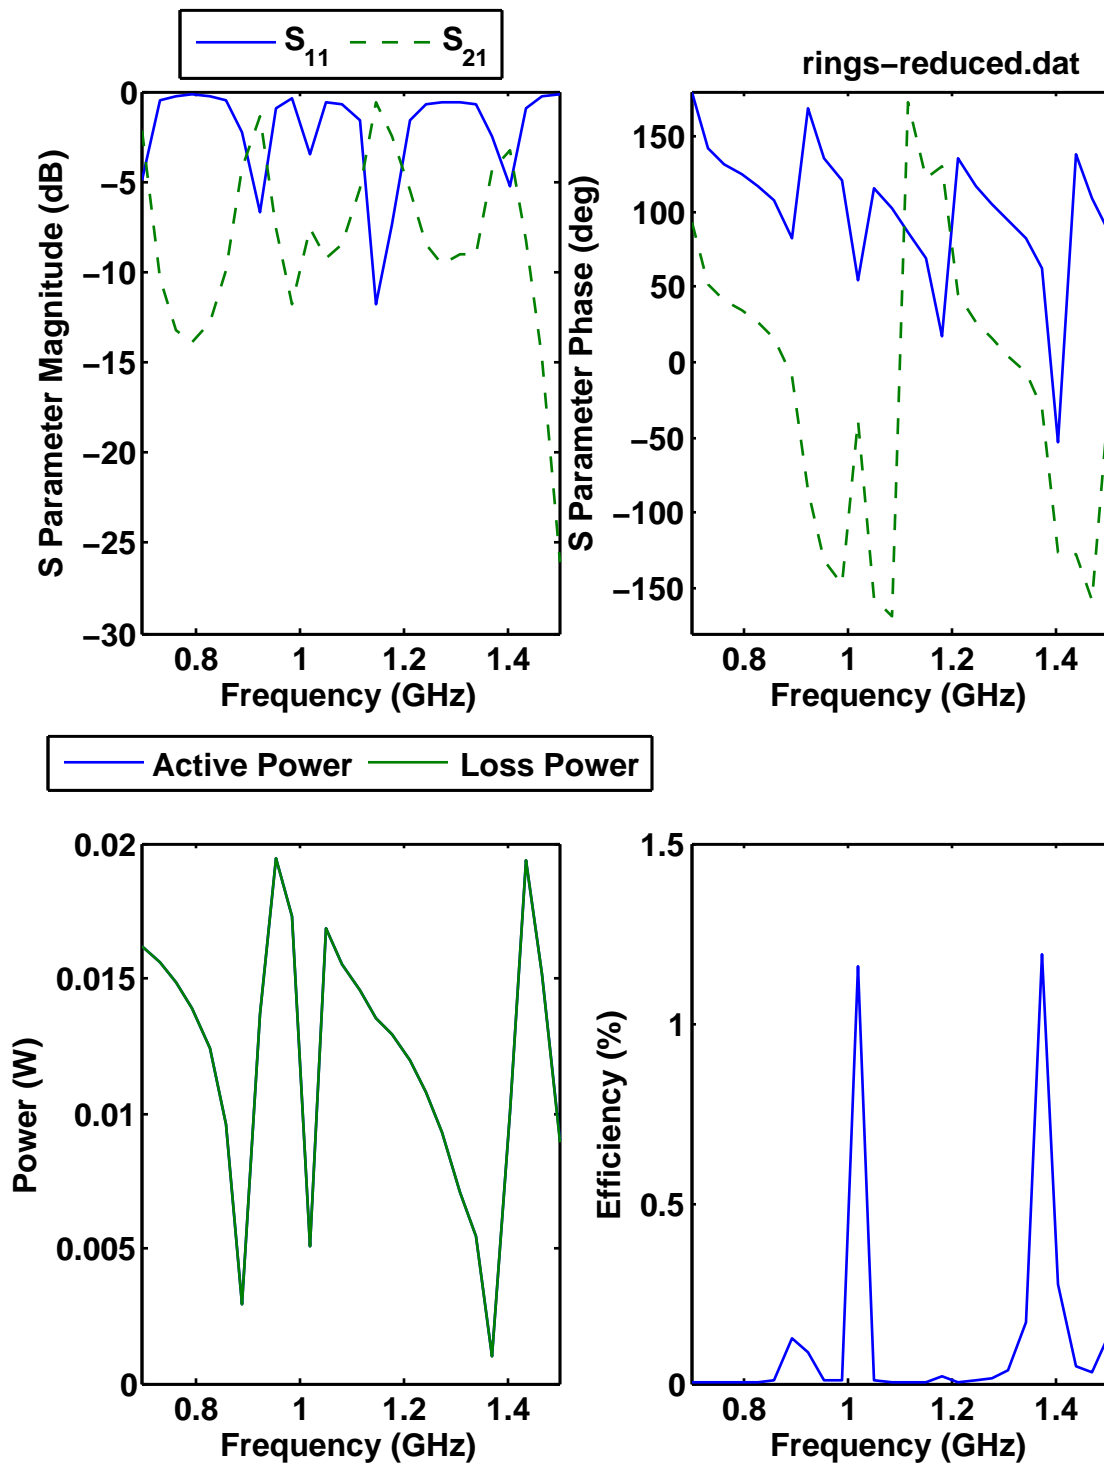 S11 S21
rings−reduced.dat
0
−5
−10
−15
−20
−25
−30
S Parameter Magnitude (dB)
0.8 1 1.2 1.4
Frequency (GHz)
150
100
50
0
−50
−100
−150
S Parameter Phase (deg)
0.8 1 1.2 1.4
Frequency (GHz)
Active Power Loss Power
0.02
0.015
0.01
0.005
0
Power (W)
0.8 1 1.2 1.4
Frequency (GHz)
1.5
1
0.5
0
Efficiency (%)
0.8 1 1.2 1.4
Frequency (GHz)